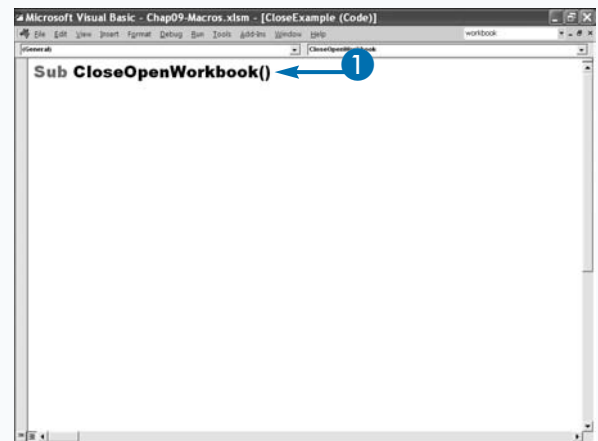 Microsoft Visual Basic - Chap09-Macros.xlsm - [CloseExample (Code)]
File Edit View Insert Format Debug Run Tools Add-Ins Window Help workbook
(General) CloseOpenWorkbook
Sub CloseOpenWorkbook() 1